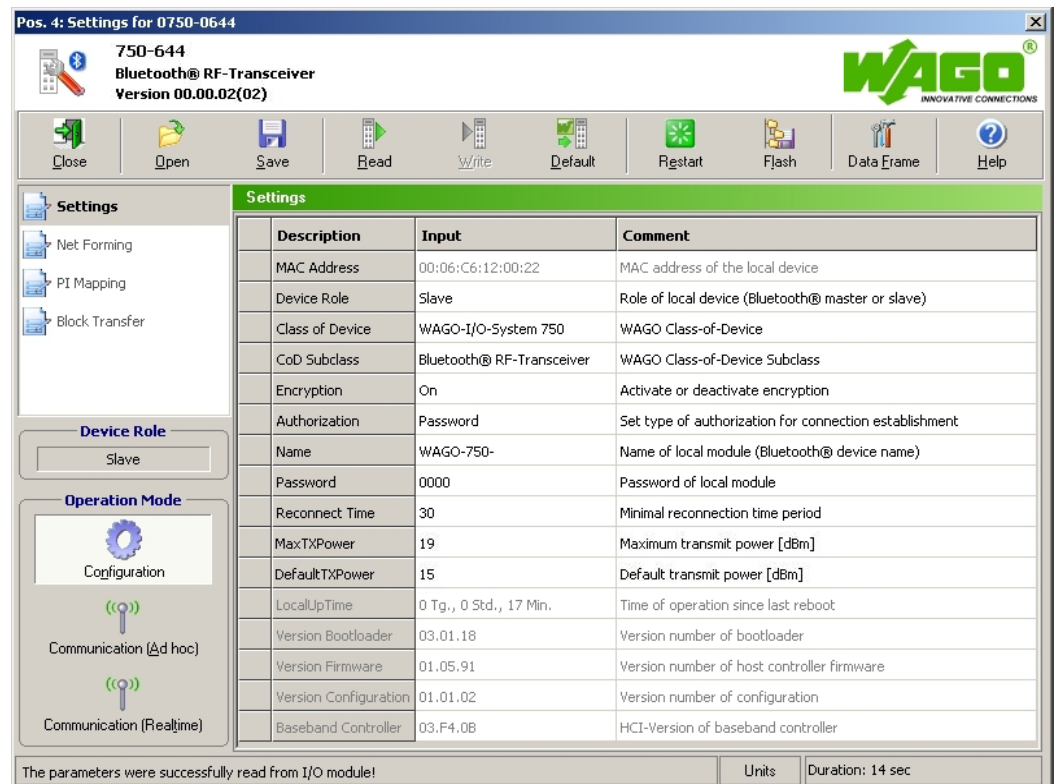 Pos. 4: Settings for 0750-0644
750-644
Bluetooth® RF-Transceiver
Version 00.00.02(02)
WAGO®
INNOVATIVE CONNECTIONS
Close Open Save Read Write Default Restart Flash Data Frame Help
Settings
Net Forming
PI Mapping
Block Transfer
Device Role
Slave
Operation Mode
Configuration
Communication (Ad hoc)
Communication (Realtime)
Settings
Description Input Comment
MAC Address 00:06:C6:12:00:22 MAC address of the local device
Device Role Slave Role of local device (Bluetooth® master or slave)
Class of Device WAGO-I/O-System 750 WAGO Class-of-Device
CoD Subclass Bluetooth® RF-Transceiver WAGO Class-of-Device Subclass
Encryption On Activate or deactivate encryption
Authorization Password Set type of authorization for connection establishment
Name WAGO-750- Name of local module (Bluetooth® device name)
Password 0000 Password of local module
Reconnect Time 30 Minimal reconnection time period
MaxTXPower 19 Maximum transmit power [dBm]
DefaultTXPower 15 Default transmit power [dBm]
LocalUpTime 0 Tg., 0 Std., 17 Min. Time of operation since last reboot
Version Bootloader 03.01.18 Version number of bootloader
Version Firmware 01.05.91 Version number of host controller firmware
Version Configuration 01.01.02 Version number of configuration
Baseband Controller 03.F4.0B HCI-Version of baseband controller
The parameters were successfully read from I/O module! Units Duration: 14 sec